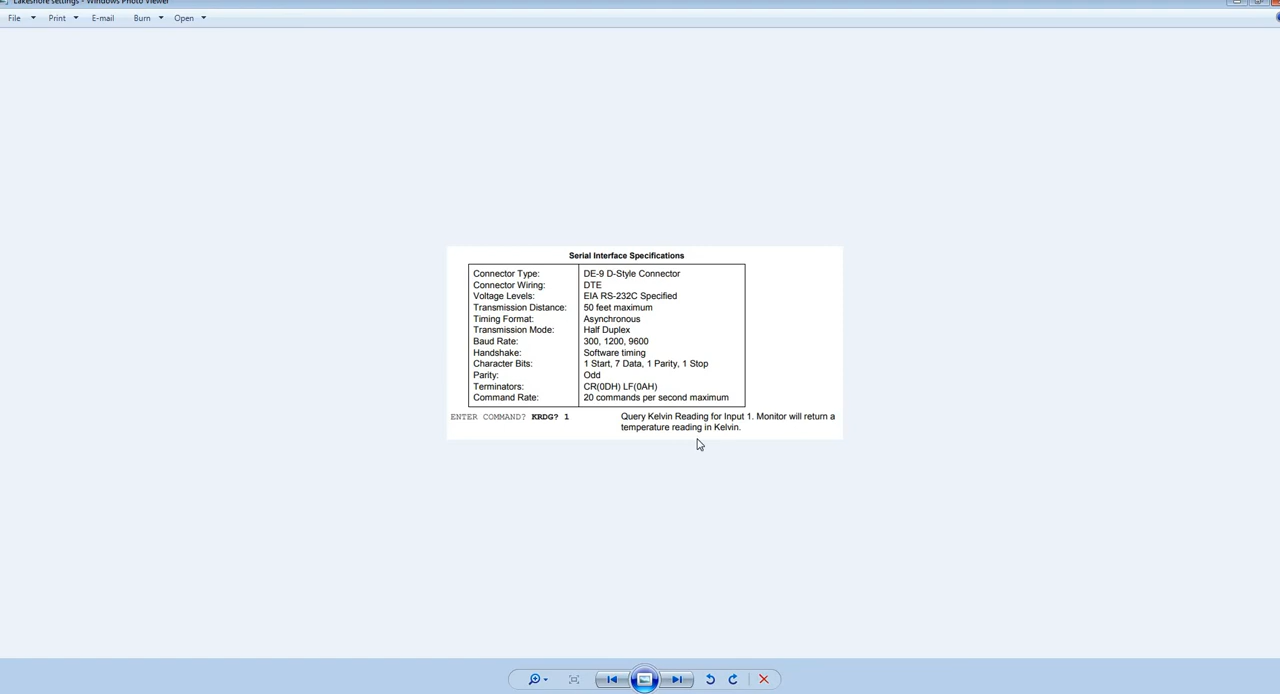 Lakeshore settings - Windows Photo Viewer
File Print E-mail Burn Open
Serial Interface Specifications
Connector Type: DE-9 D-Style Connector
Connector Wiring: DTE
Voltage Levels: EIA RS-232C Specified
Transmission Distance: 50 feet maximum
Timing Format: Asynchronous
Transmission Mode: Half Duplex
Baud Rate: 300, 1200, 9600
Handshake: Software timing
Character Bits: 1 Start, 7 Data, 1 Parity, 1 Stop
Parity: Odd
Terminators: CR(0DH) LF(0AH)
Command Rate: 20 commands per second maximum
ENTER COMMAND? KRDG? 1 Query Kelvin Reading for Input 1. Monitor will return a
temperature reading in Kelvin.